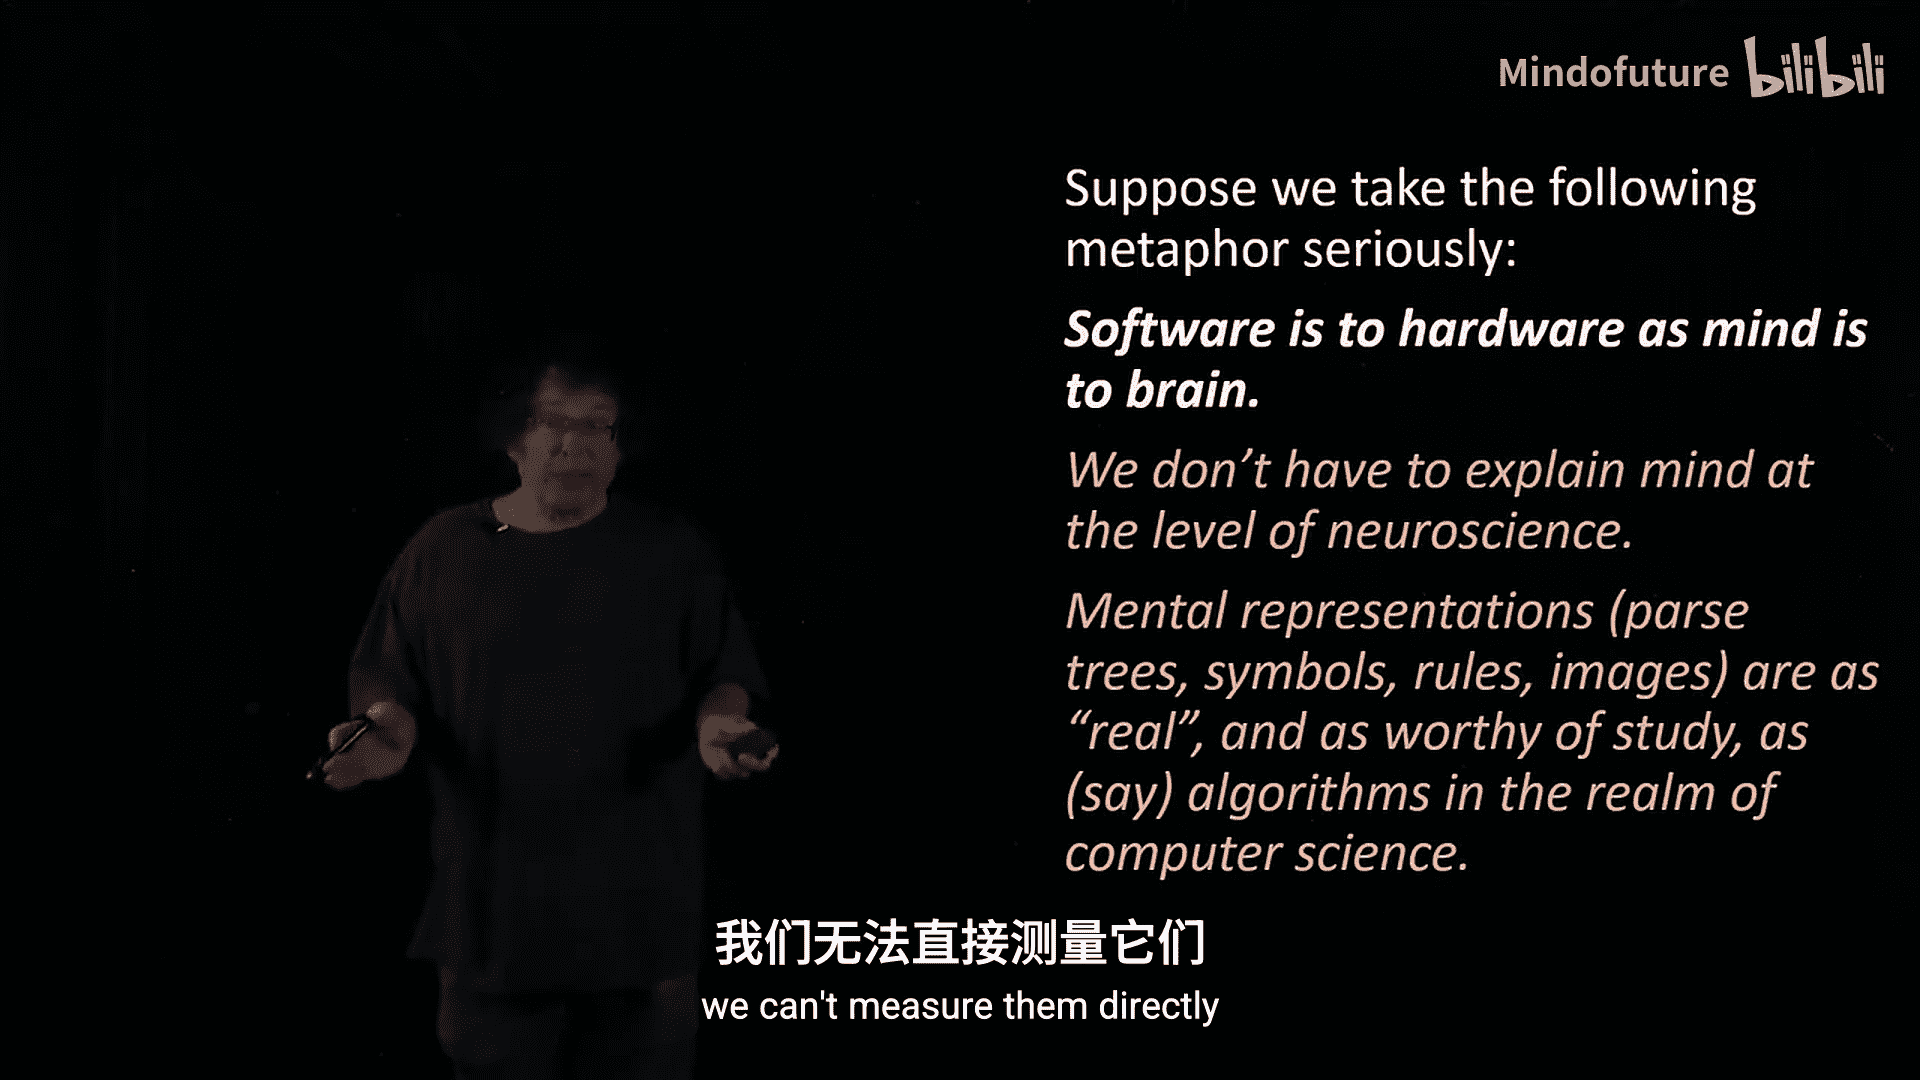 Mindofuture bilibili
Suppose we take the following
metaphor seriously:
Software is to hardware as mind is
to brain.
We don’t have to explain mind at
the level of neuroscience.
Mental representations (parse
trees, symbols, rules, images) are as
“real”, and as worthy of study, as
(say) algorithms in the realm of
computer science.
我们无法直接测量它们
we can't measure them directly